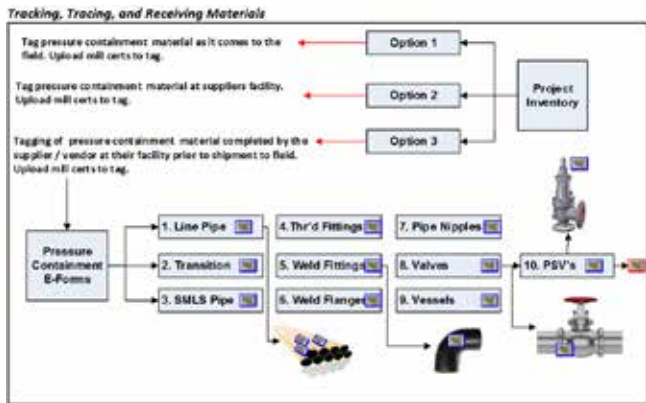 Tracking, Tracing, and Receiving Materials
Tag pressure containment material as it comes to the
field. Upload mill certs to tag.
Option 1
Tag pressure containment material at suppliers facility.
Upload mill certs to tag.
Option 2
Project
Inventory
Tagging of pressure containment material completed by the
supplier / vendor at their facility prior to shipment to field.
Upload mill certs to tag.
Option 3
Pressure
Containment
E-Forms
1. Line Pipe
4. Thr'd Fittings
7. Pipe Nipples
2. Transition
5. Weld Fittings
8. Valves
10. PSV's
3. SMLS Pipe
6. Weld Flanges
9. Vessels